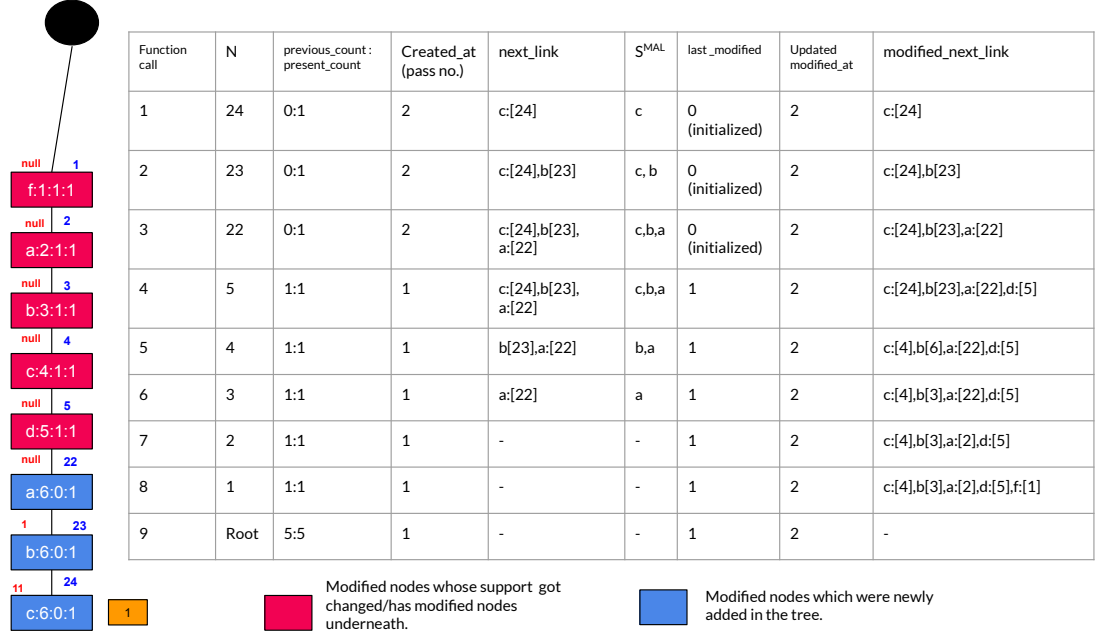 Function call | N | previous_count : present_count | Created_at (pass no.) | next_link | S^MAL | last _modified | Updated modified_at | modified_next_link
1 | 24 | 0:1 | 2 | c:[24] | c | 0 (initialized) | 2 | c:[24]
2 | 23 | 0:1 | 2 | c:[24],b[23] | c, b | 0 (initialized) | 2 | c:[24],b[23]
3 | 22 | 0:1 | 2 | c:[24],b[23], a:[22] | c,b,a | 0 (initialized) | 2 | c:[24],b[23],a:[22]
4 | 5 | 1:1 | 1 | c:[24],b[23], a:[22] | c,b,a | 1 | 2 | c:[24],b[23],a:[22],d:[5]
5 | 4 | 1:1 | 1 | b[23],a:[22] | b,a | 1 | 2 | c:[4],b[6],a:[22],d:[5]
6 | 3 | 1:1 | 1 | a:[22] | a | 1 | 2 | c:[4],b[3],a:[22],d:[5]
7 | 2 | 1:1 | 1 | - | - | 1 | 2 | c:[4],b[3],a:[2],d:[5]
8 | 1 | 1:1 | 1 | - | - | 1 | 2 | c:[4],b[3],a:[2],d:[5],f:[1]
9 | Root | 5:5 | 1 | - | - | 1 | 2 | -
null 1
f:1:1:1
null 2
a:2:1:1
null 3
b:3:1:1
null 4
c:4:1:1
null 5
d:5:1:1
null 22
a:6:0:1
1 23
b:6:0:1
11 24
c:6:0:1
1
Modified nodes whose support got
changed/has modified nodes
underneath.
Modified nodes which were newly
added in the tree.